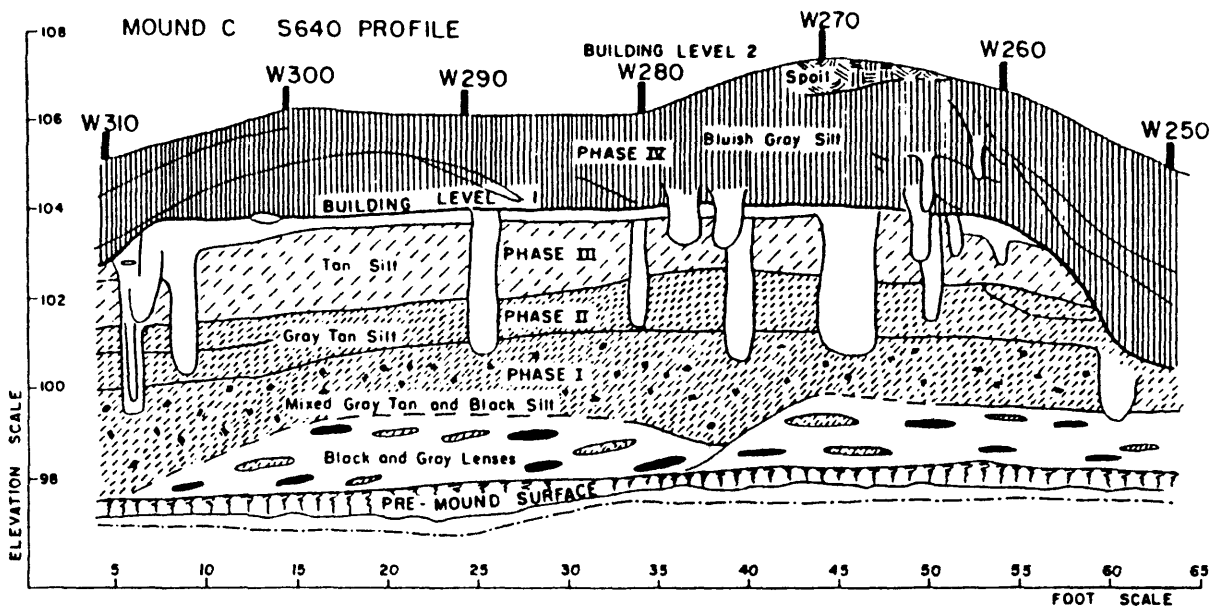 MOUND C S640 PROFILE
108
W270
BUILDING LEVEL 2
W260
W300
W290
W280
Spoil
106
W310
W250
PHASE IV
Bluish Gray Silt
BUILDING LEVEL 1
104
Tan Silt
PHASE III
102
PHASE II
Gray Tan Silt
100
PHASE I
Mixed Gray Tan and Black Silt
Black and Gray Lenses
98
PRE-MOUND SURFACE
ELEVATION SCALE
5 10 15 20 25 30 35 40 45 50 55 60 65
FOOT SCALE